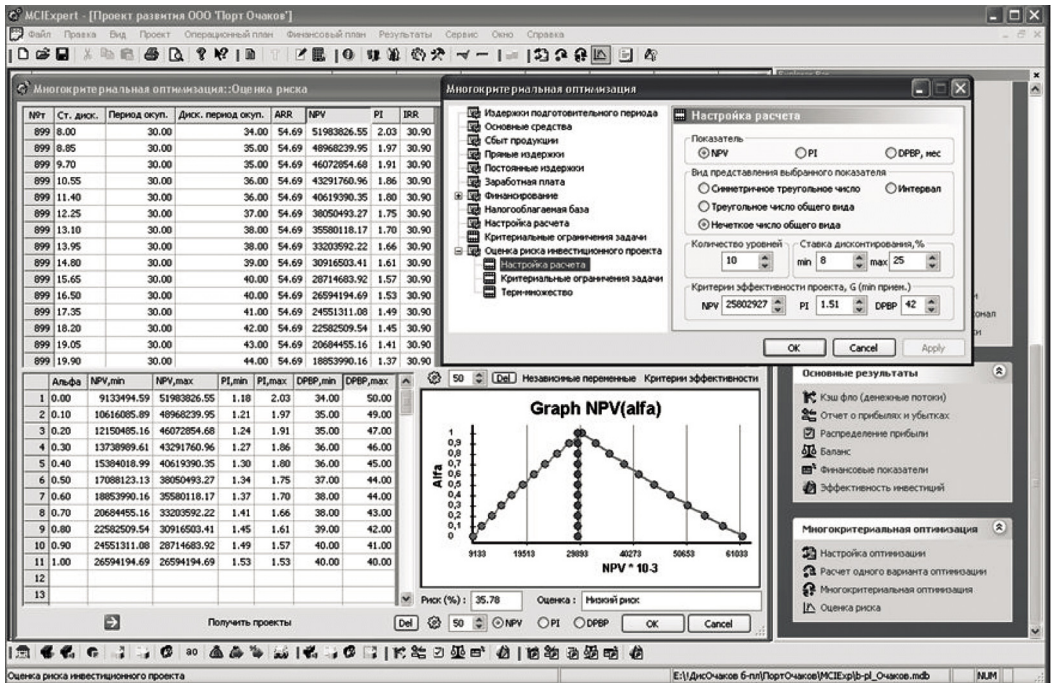 MCIExpert - [Проект развития ООО 'Порт Очаков']
Файл Правка Вид Проект Операционный план Финансовый план Результаты Сервис Окно Справка
Многокритериальная оптимизация::Оценка риска
№т Ст. диск. Период окуп. Диск. период окуп. ARR NPV PI IRR
899 8.00 30.00 34.00 54.69 51983826.55 2.03 30.90
899 8.85 30.00 35.00 54.69 48968239.95 1.97 30.90
899 9.70 30.00 35.00 54.69 46072854.68 1.91 30.90
899 10.55 30.00 36.00 54.69 43291760.96 1.86 30.90
899 11.40 30.00 36.00 54.69 40619390.35 1.80 30.90
899 12.25 30.00 37.00 54.69 38050493.27 1.75 30.90
899 13.10 30.00 38.00 54.69 35580118.17 1.70 30.90
899 13.95 30.00 38.00 54.69 33203592.22 1.66 30.90
899 14.80 30.00 39.00 54.69 30916503.41 1.61 30.90
899 15.65 30.00 40.00 54.69 28714683.92 1.57 30.90
899 16.50 30.00 40.00 54.69 26594194.69 1.53 30.90
899 17.35 30.00 41.00 54.69 24551311.08 1.49 30.90
899 18.20 30.00 42.00 54.69 22582509.54 1.45 30.90
899 19.05 30.00 43.00 54.69 20684455.16 1.41 30.90
899 19.90 30.00 44.00 54.69 18853990.16 1.37 30.90
Многокритериальная оптимизация
Издержки подготовительного периода
Основные средства
Сбыт продукции
Прямые издержки
Постоянные издержки
Заработная плата
Финансирование
Налогооблагаемая база
Настройка расчета
Критериальные ограничения задачи
Оценка риска инвестиционного проекта
Настройка расчета
Критериальные ограничения задачи
Терм-множество
Настройка расчета
Показатель
NPV PI DPBP, мес
Вид представления выбранного показателя
Симметричное треугольное число Интервал
Треугольное число общего вида
Нечеткое число общего вида
Количество уровней Ставка дисконтирования,%
10 min 8 max 25
Критерии эффективности проекта, G (min прием.)
NPV 25802927 PI 1.51 DPBP 42
OK Cancel Apply
Альфа NPV,min NPV,max PI,min PI,max DPBP,min DPBP,max
1 0.00 9133494.59 51983826.55 1.18 2.03 34.00 50.00
2 0.10 10616085.89 48968239.95 1.21 1.97 35.00 49.00
3 0.20 12150485.16 46072854.68 1.24 1.91 35.00 47.00
4 0.30 13738989.61 43291760.96 1.27 1.86 36.00 46.00
5 0.40 15384018.99 40619390.35 1.30 1.80 36.00 45.00
6 0.50 17088123.13 38050493.27 1.34 1.75 37.00 44.00
7 0.60 18853990.16 35580118.17 1.37 1.70 38.00 44.00
8 0.70 20684455.16 33203592.22 1.41 1.66 38.00 43.00
9 0.80 22582509.54 30916503.41 1.45 1.61 39.00 42.00
10 0.90 24551311.08 28714683.92 1.49 1.57 40.00 41.00
11 1.00 26594194.69 26594194.69 1.53 1.53 40.00 40.00
12
13
50 Del Независимые переменные Критерии эффективности
Graph NPV(alfa)
Alfa
1
0,9
0,8
0,7
0,6
0,5
0,4
0,3
0,2
0,1
0
9133 19513 29893 40273 50653 61033
NPV * 10-3
Риск (%) : 35.78 Оценка : Низкий риск
Получить проекты
Del 50 NPV PI DPBP OK Cancel
Основные результаты
Кэш фло (денежные потоки)
Отчет о прибылях и убытках
Распределение прибыли
Баланс
Финансовые показатели
Эффективность инвестиций
Многокритериальная оптимизация
Настройка оптимизации
Расчет одного варианта оптимизации
Многокритериальная оптимизация
Оценка риска
Оценка риска инвестиционного проекта
E:\!ДисОчаков 6-пл\ПортОчаков\MCIExp\b-pl_Очаков.mdb
NUM